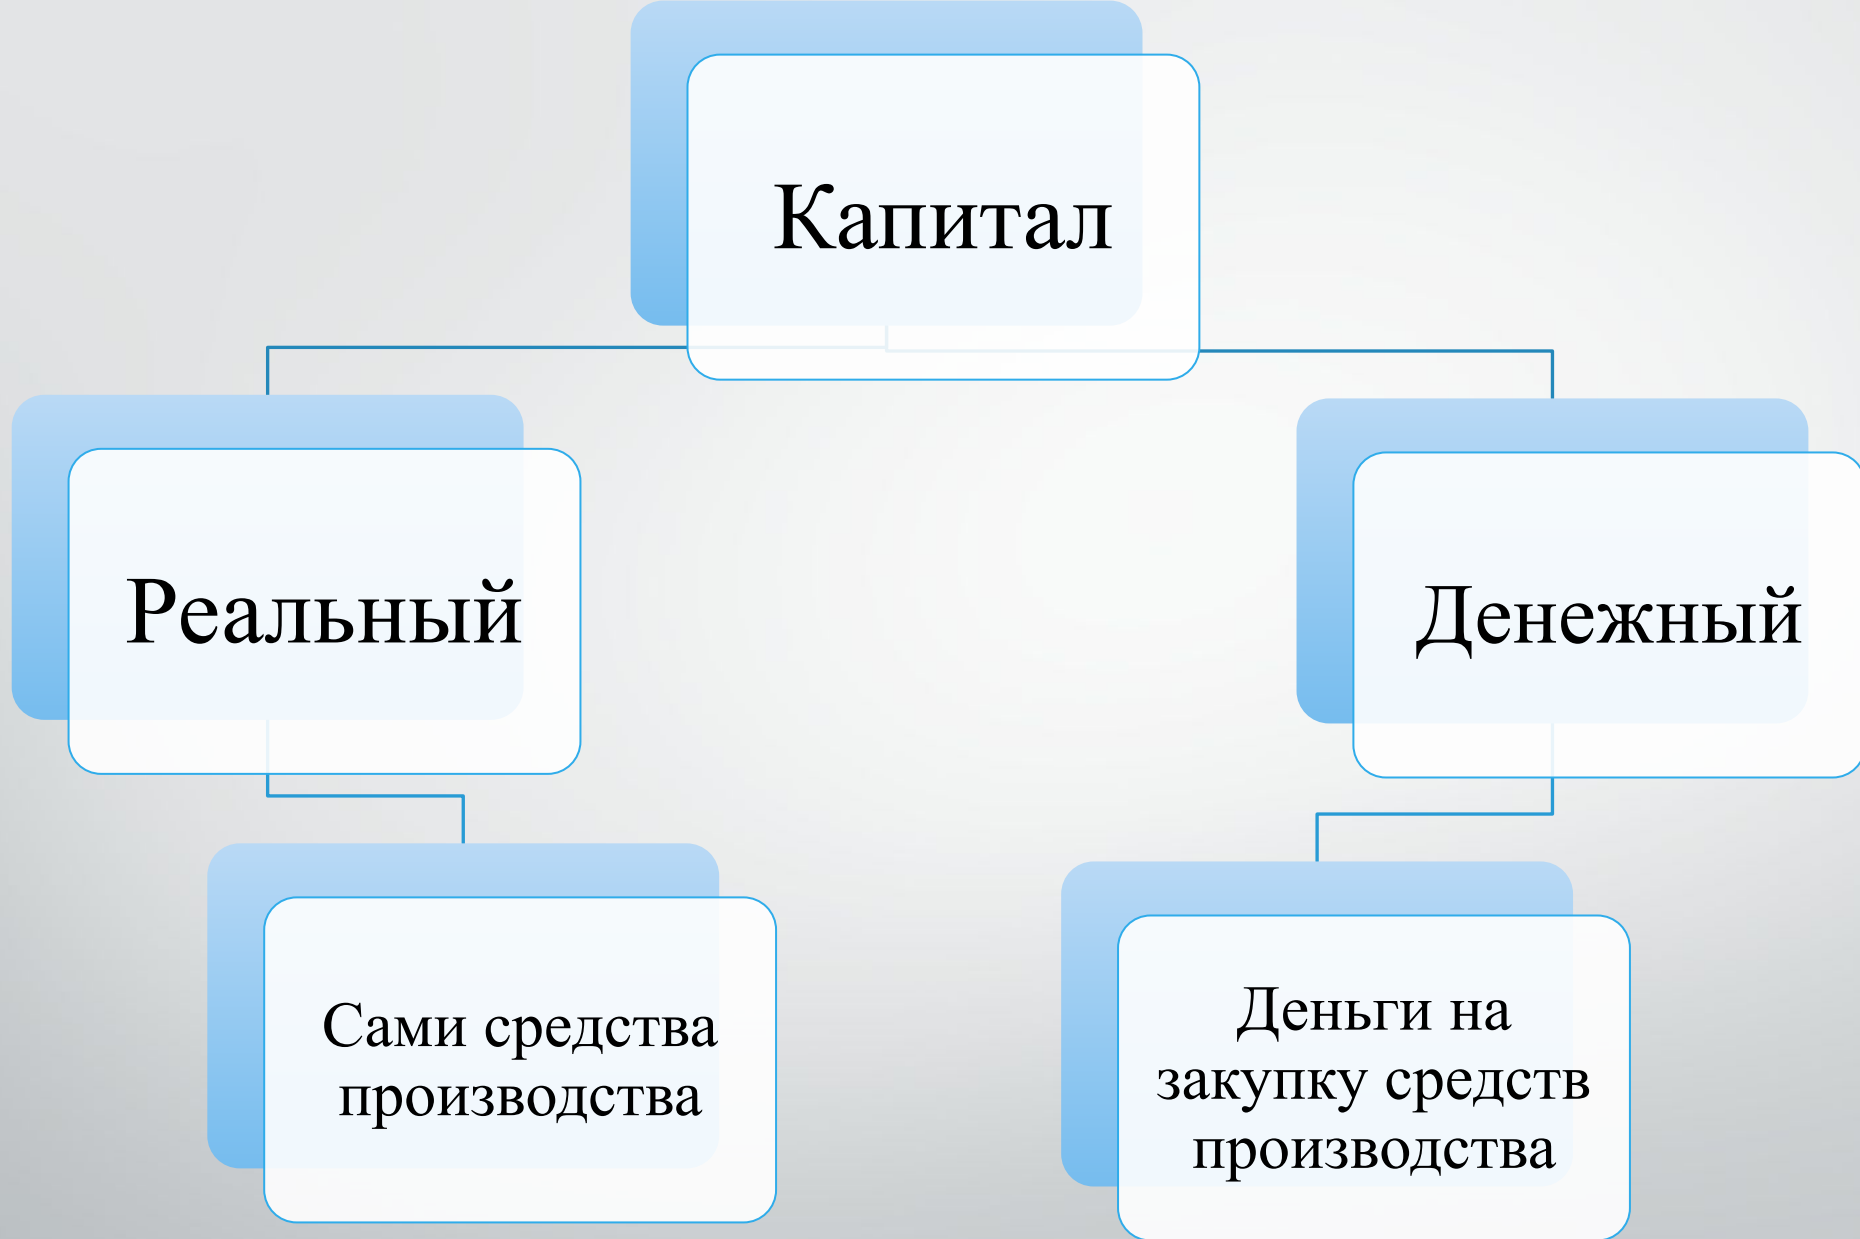 Капитал
Реальный
Денежный
Сами средства
производства
Деньги на
закупку средств
производства